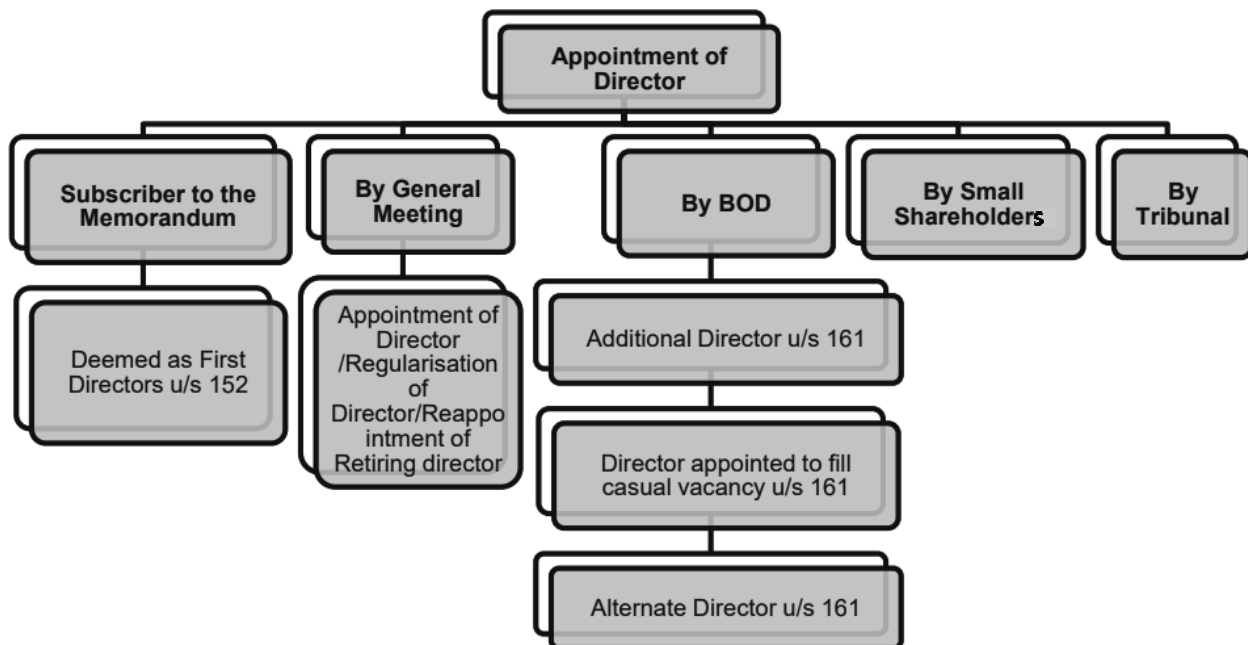 Appointment of
Director
Subscriber to the
Memorandum
By General
Meeting
By BOD
By Small
Shareholders
By
Tribunal
Deemed as First
Directors u/s 152
Appointment of
Director
/Regularisation
of
Director/Reappo
intment of
Retiring director
Additional Director u/s 161
Director appointed to fill
casual vacancy u/s 161
Alternate Director u/s 161